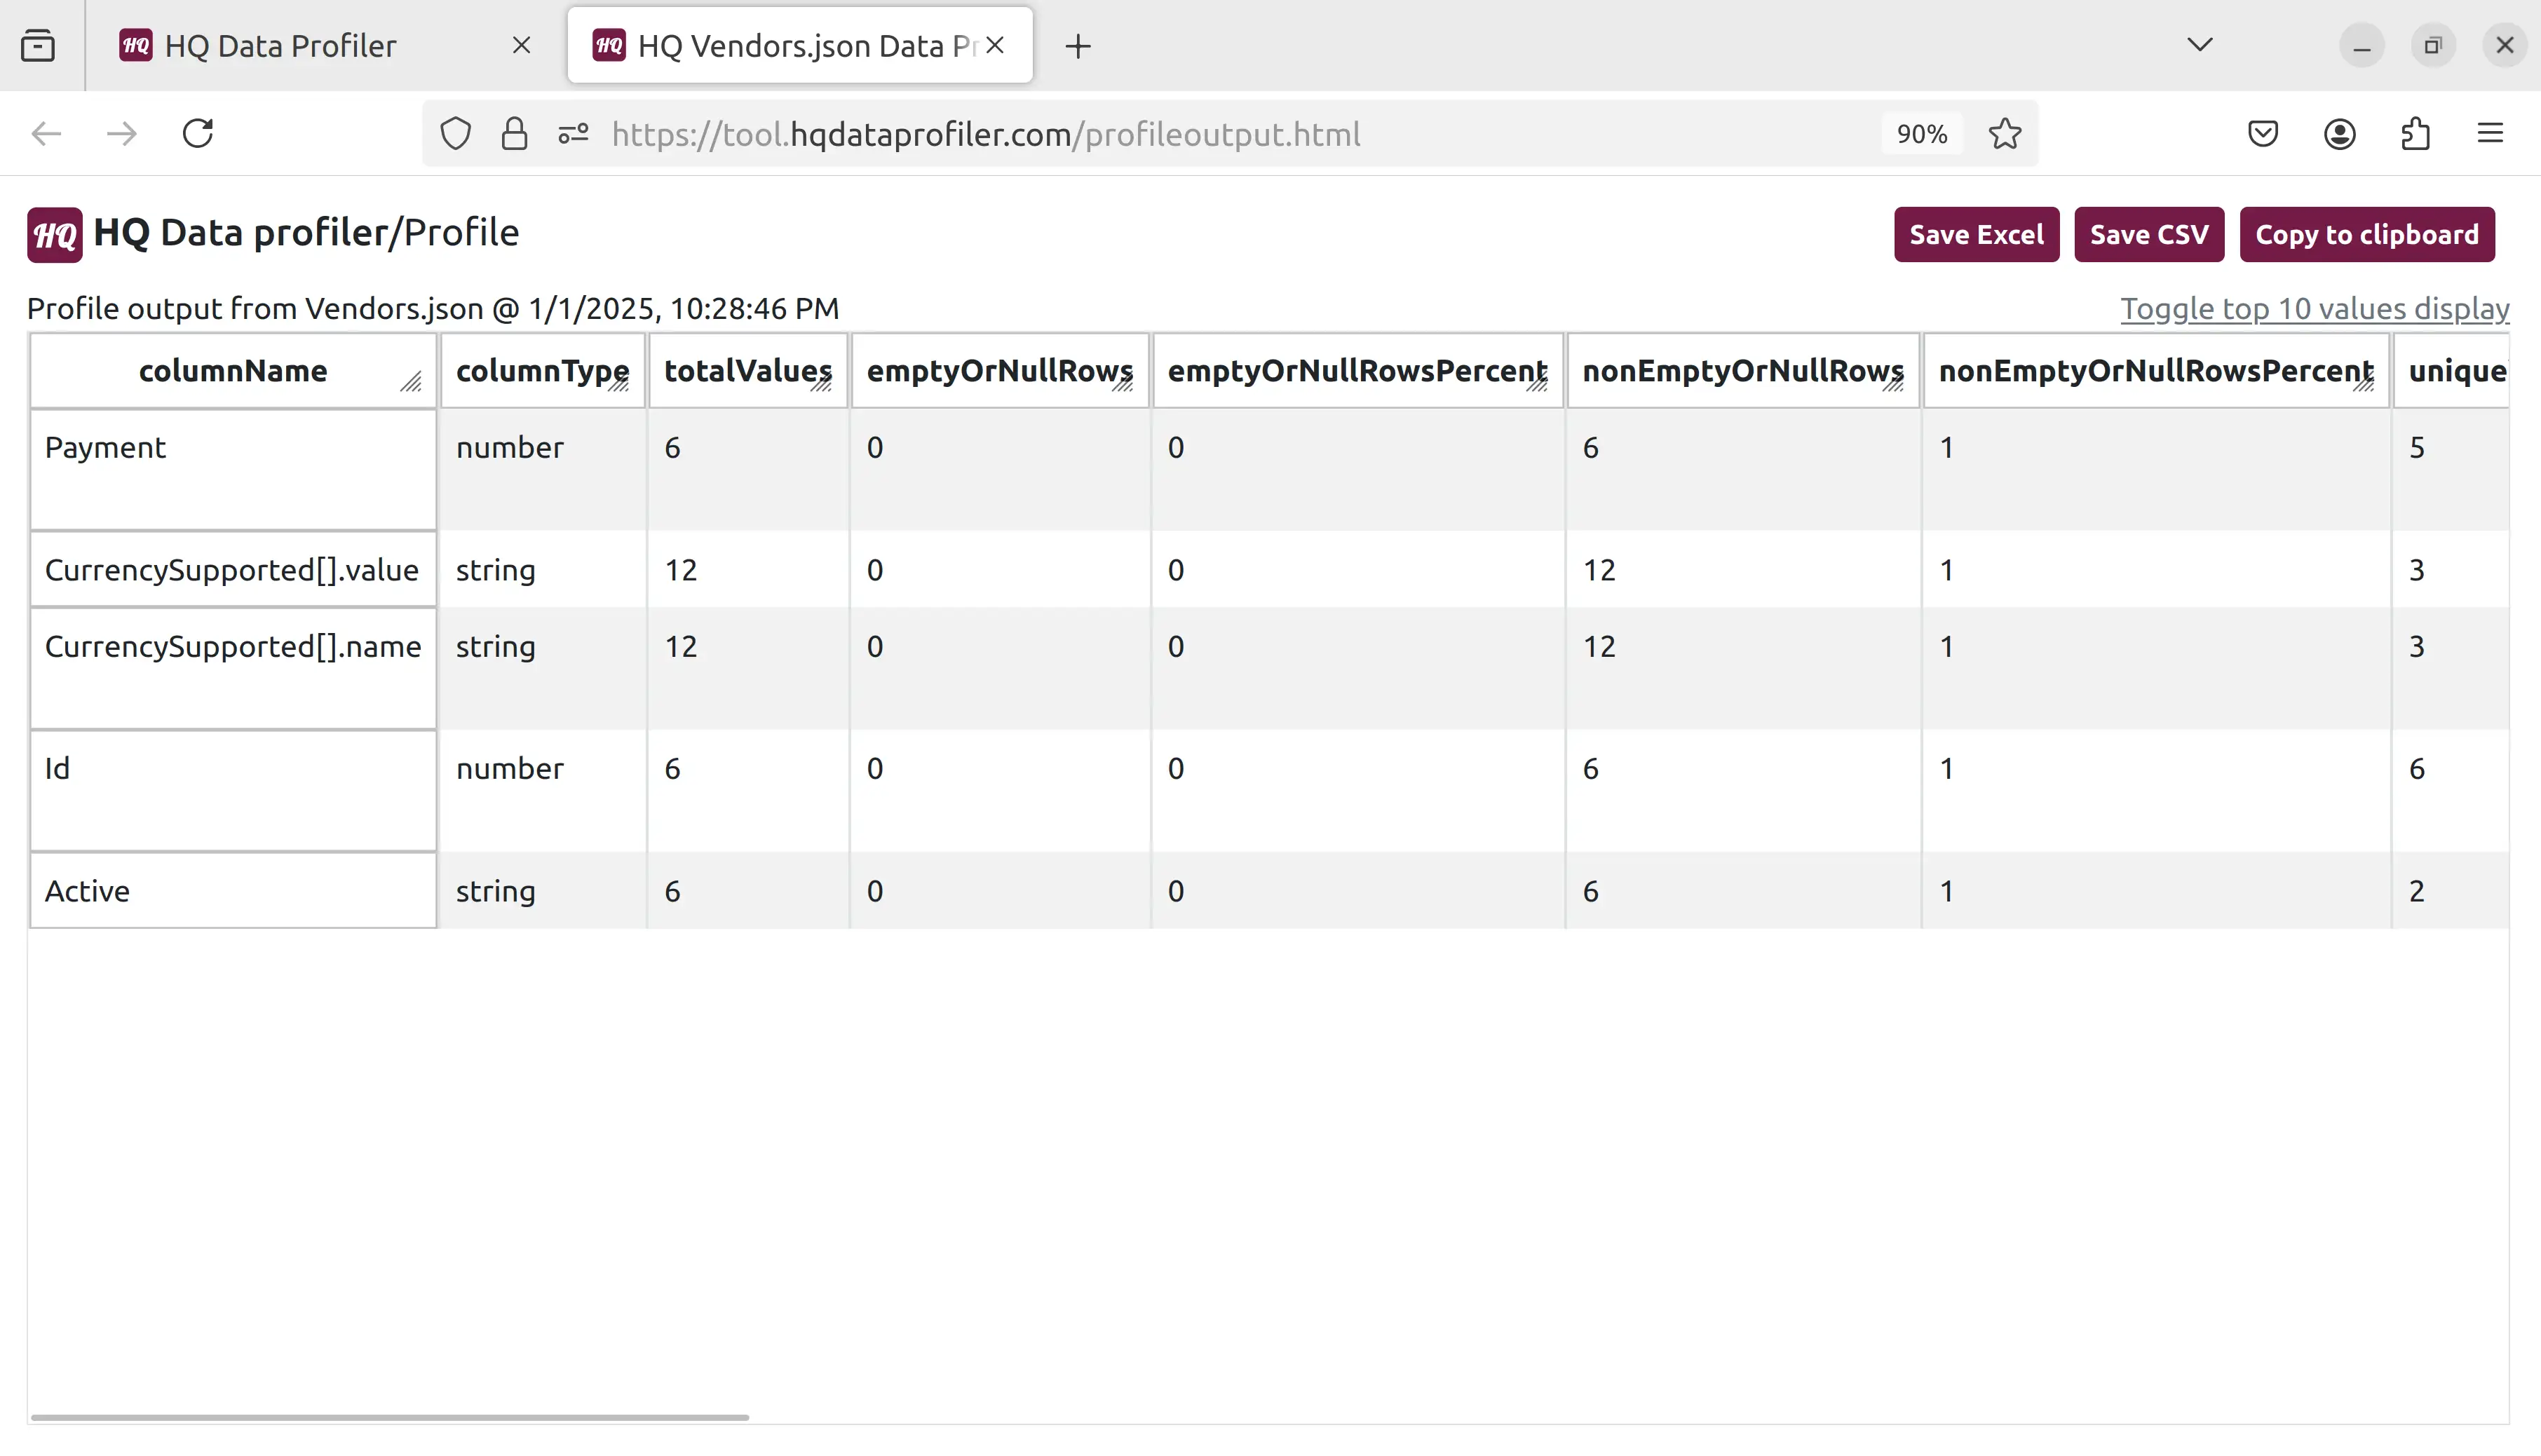 HQ HQ Data Profiler
HQ HQ Vendors.json Data Pr
https://tool.hqdataprofiler.com/profileoutput.html
90%
HQ HQ Data profiler/Profile
Save Excel
Save CSV
Copy to clipboard
Profile output from Vendors.json @ 1/1/2025, 10:28:46 PM
Toggle top 10 values display
columnName columnType totalValues emptyOrNullRows emptyOrNullRowsPercent nonEmptyOrNullRows nonEmptyOrNullRowsPercent unique
Payment number 6 0 0 6 1 5
CurrencySupported[].value string 12 0 0 12 1 3
CurrencySupported[].name string 12 0 0 12 1 3
Id number 6 0 0 6 1 6
Active string 6 0 0 6 1 2